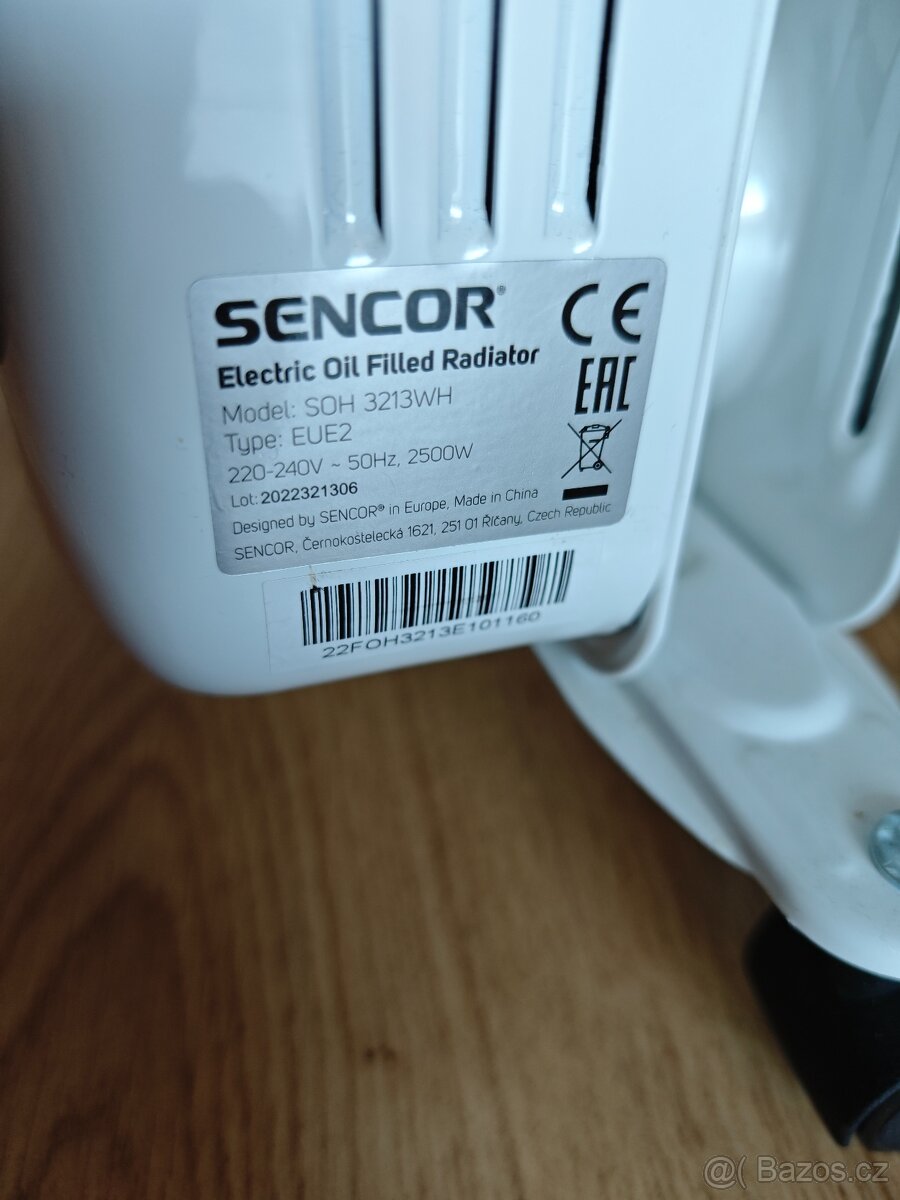 SENCOR®
CE
Electric Oil Filled Radiator
EAC
Model: SOH 3213WH
Type: EUE2
220-240V ~ 50Hz, 2500W
Lot: 2022321306
Designed by SENCOR® in Europe, Made in China
SENCOR, Černokostelecká 1621, 251 01 Říčany, Czech Republic
22FOH3213E101160
@( Bazos.cz